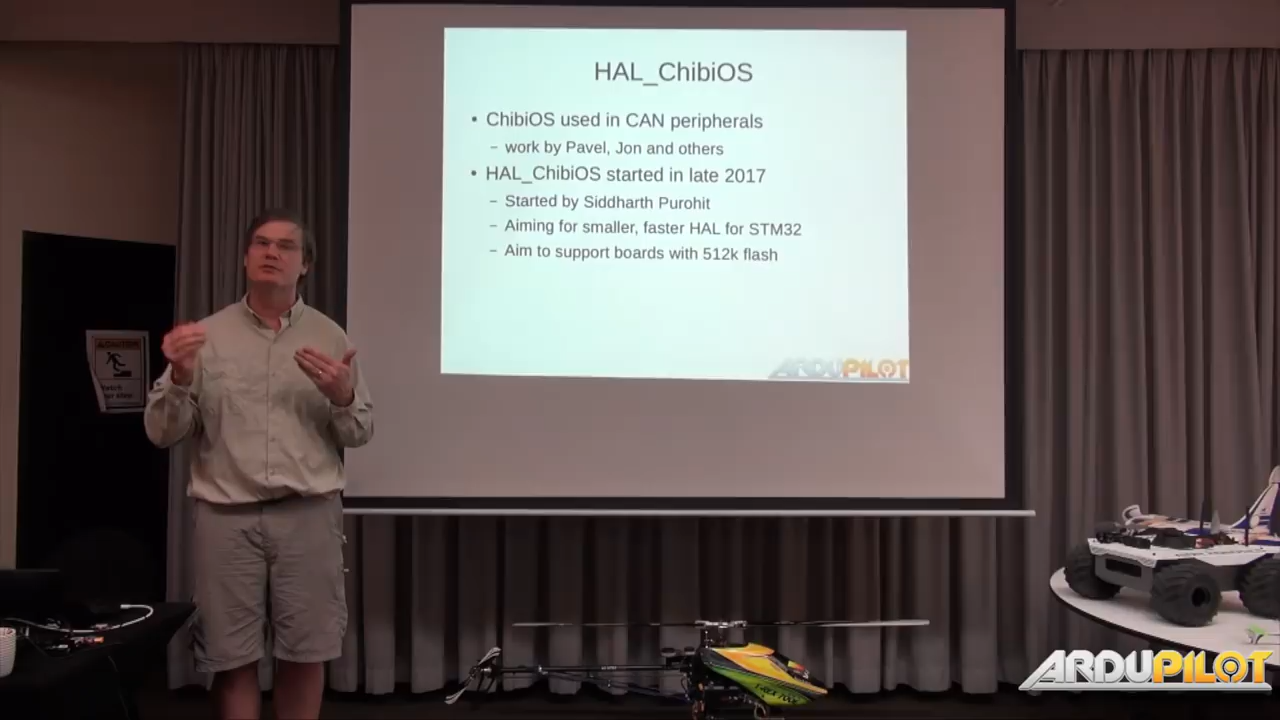 HAL_ChibiOS
• ChibiOS used in CAN peripherals
– work by Pavel, Jon and others
• HAL_ChibiOS started in late 2017
– Started by Siddharth Purohit
– Aiming for smaller, faster HAL for STM32
– Aim to support boards with 512k flash
ARDUPILOT
ARDUPILOT